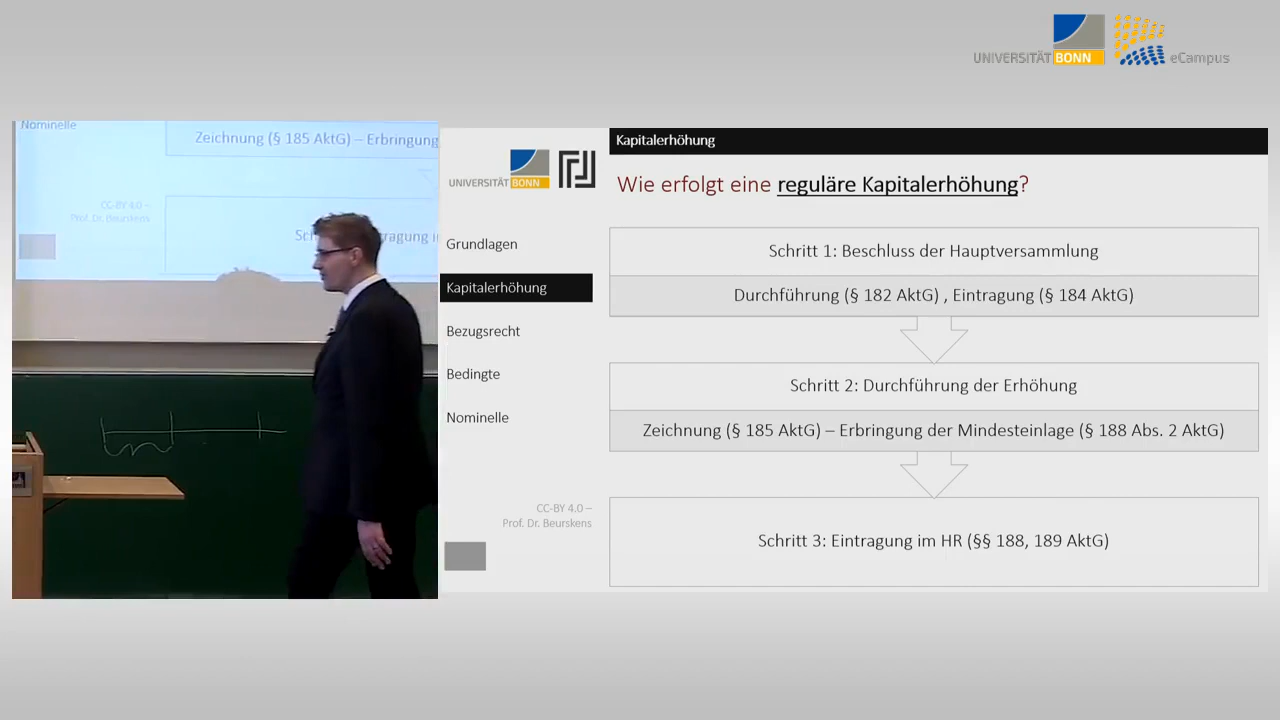 UNIVERSITÄT BONN
eCampus
Nominelle
Zeichnung (§ 185 AktG) – Erbringung
CC-BY 4.0 –
Prof. Dr. Beurskens
UNIVERSITÄT BONN
Grundlagen
Kapitalerhöhung
Bezugsrecht
Bedingte
Nominelle
CC-BY 4.0 –
Prof. Dr. Beurskens
Kapitalerhöhung
Wie erfolgt eine reguläre Kapitalerhöhung?
Schritt 1: Beschluss der Hauptversammlung
Durchführung (§ 182 AktG) , Eintragung (§ 184 AktG)
Schritt 2: Durchführung der Erhöhung
Zeichnung (§ 185 AktG) – Erbringung der Mindesteinlage (§ 188 Abs. 2 AktG)
Schritt 3: Eintragung im HR (§§ 188, 189 AktG)